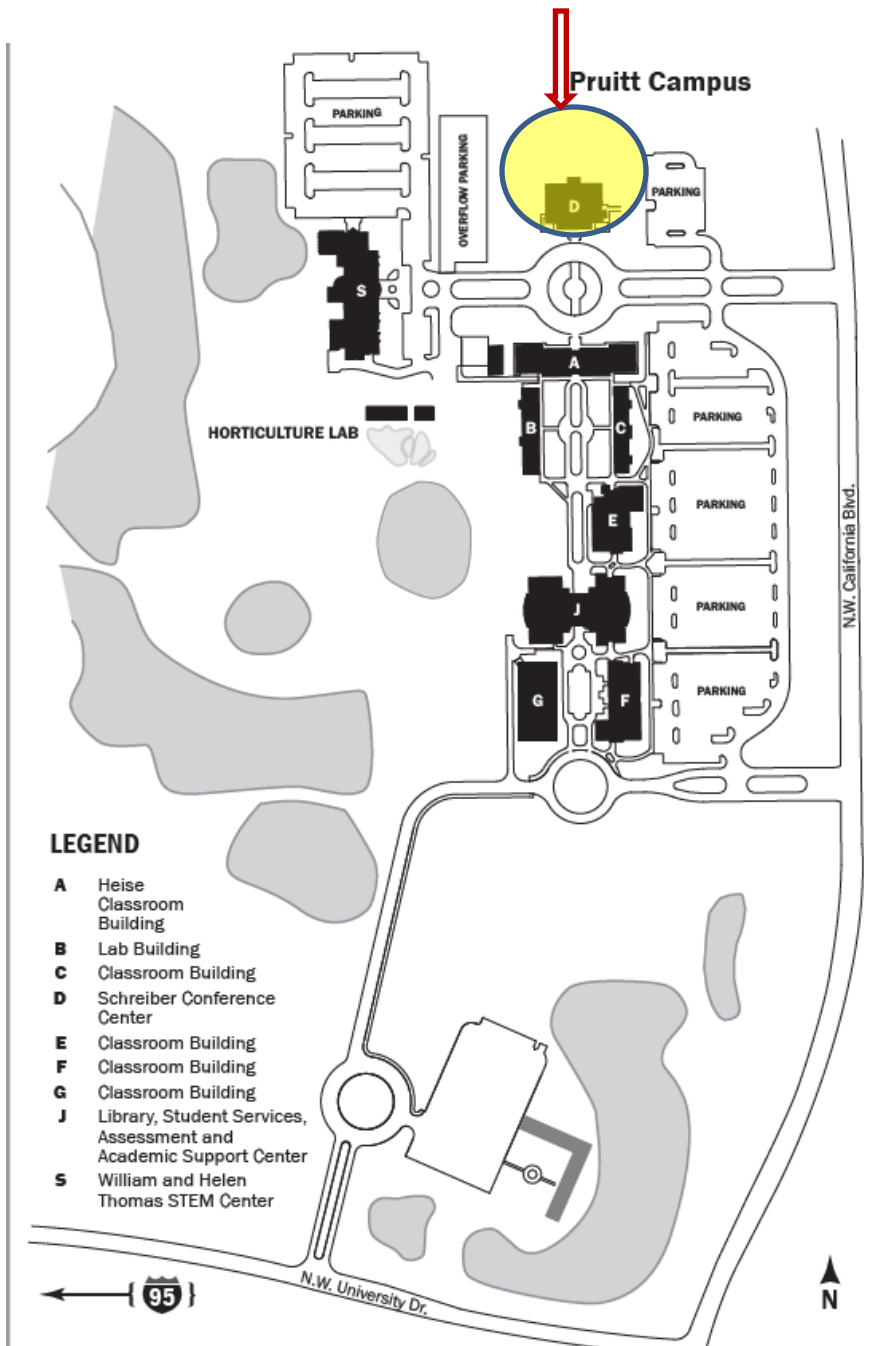 Pruitt Campus
PARKING
OVERFLOW PARKING
PARKING
D
S
A
HORTICULTURE LAB
B
C
PARKING
E
PARKING
N.W. California Blvd.
J
PARKING
G
F
PARKING
LEGEND
A Heise
Classroom
Building
B Lab Building
C Classroom Building
D Schreiber Conference
Center
E Classroom Building
F Classroom Building
G Classroom Building
J Library, Student Services,
Assessment and
Academic Support Center
S William and Helen
Thomas STEM Center
95
N.W. University Dr.
N